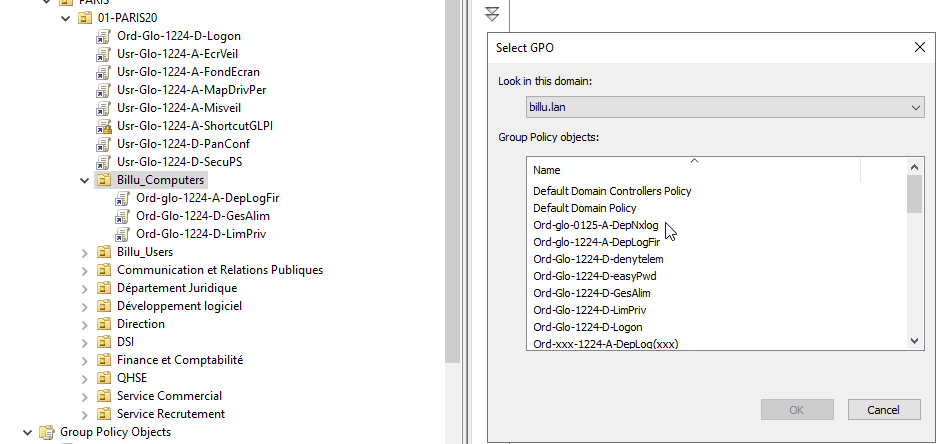 PARIS
01-PARIS20
Ord-Glo-1224-D-Logon
Usr-Glo-1224-A-EcrVeil
Usr-Glo-1224-A-FondEcran
Usr-Glo-1224-A-MapDrivPer
Usr-Glo-1224-A-Misveil
Usr-Glo-1224-A-ShortcutGLPI
Usr-Glo-1224-D-PanConf
Usr-Glo-1224-D-SecuPS
Billu_Computers
Ord-glo-1224-A-DepLogFir
Ord-Glo-1224-D-GesAlim
Ord-Glo-1224-D-LimPriv
Billu_Users
Communication et Relations Publiques
Département Juridique
Développement logiciel
Direction
DSI
Finance et Comptabilité
QHSE
Service Commercial
Service Recrutement
Group Policy Objects
Select GPO
Look in this domain:
billu.lan
Group Policy objects:
Name
Default Domain Controllers Policy
Default Domain Policy
Ord-glo-0125-A-DepNxlog
Ord-glo-1224-A-DepLogFir
Ord-Glo-1224-D-denytelem
Ord-Glo-1224-D-easyPwd
Ord-Glo-1224-D-GesAlim
Ord-Glo-1224-D-LimPriv
Ord-Glo-1224-D-Logon
Ord-xxx-1224-A-DepLog(xxx)
OK
Cancel